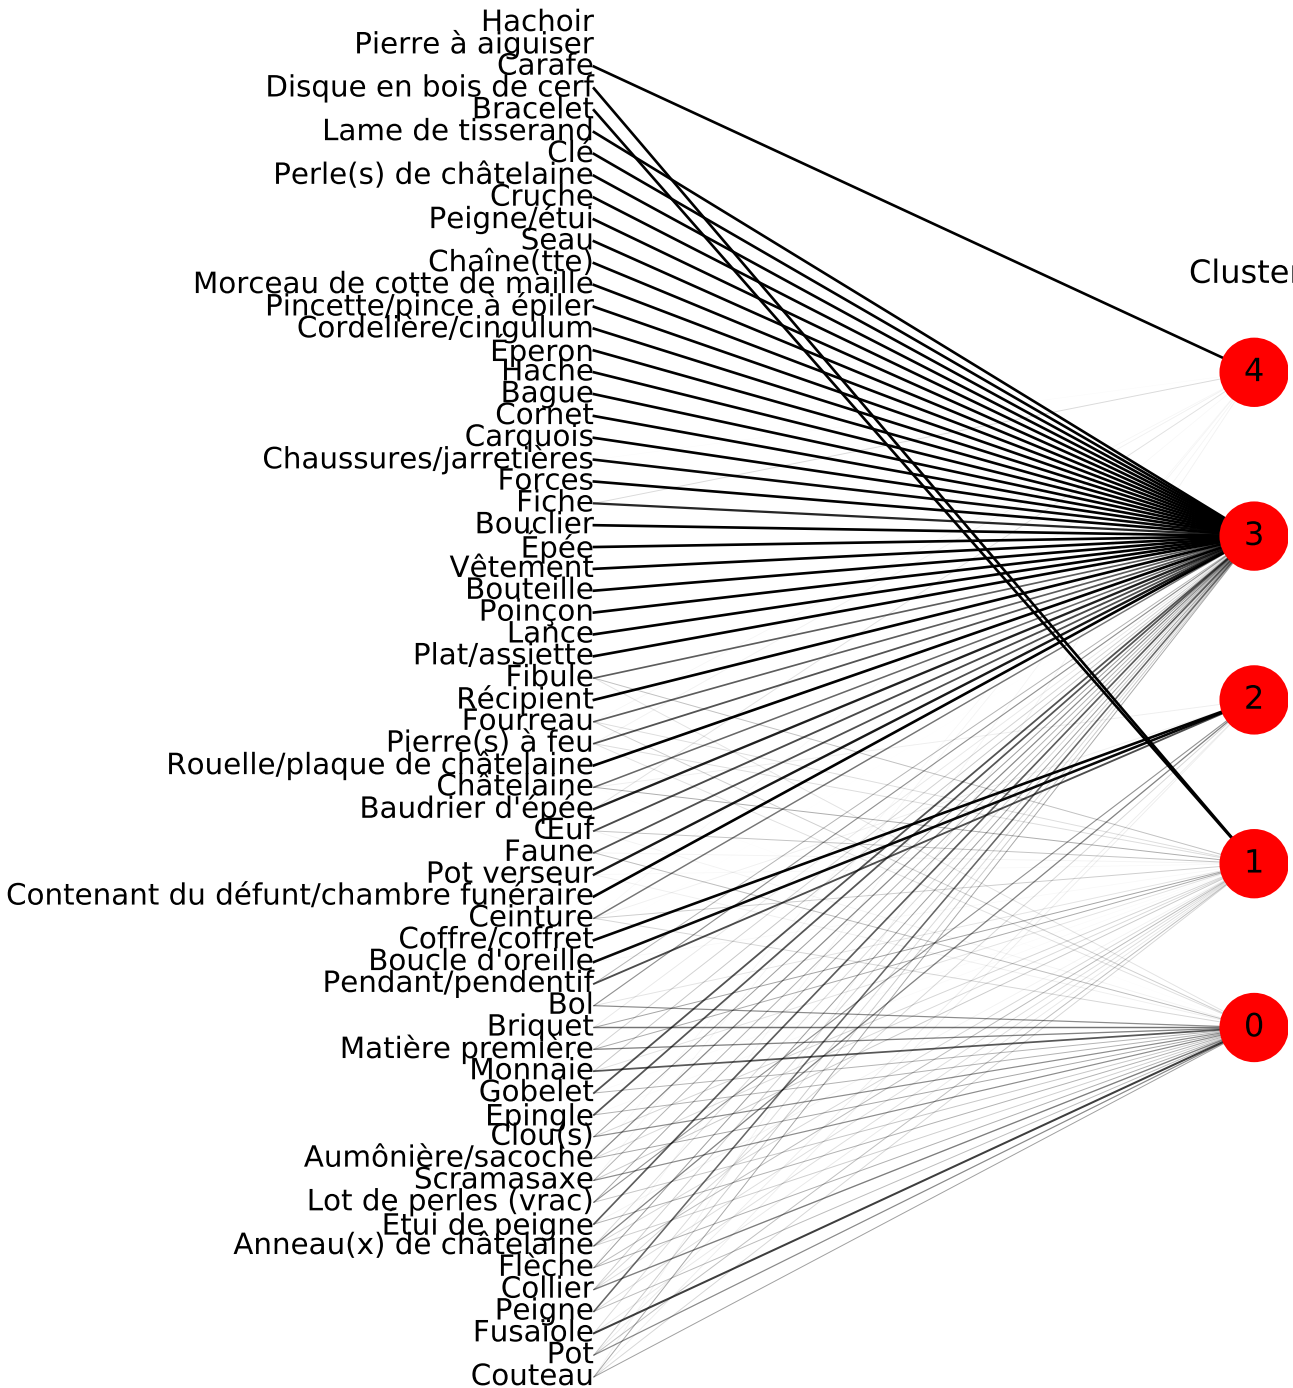 Hachoir
Pierre à aiguiser
Carafe
Disque en bois de cerf
Bracelet
Lame de tisserand
Clé
Perle(s) de châtelaine
Cruche
Peigne/étui
Seau
Chaîne(tte)
Morceau de cotte de maille
Pincette/pince à épiler
Cordelière/cingulum
Éperon
Hache
Bague
Cornet
Carquois
Chaussures/jarretières
Forces
Fiche
Bouclier
Épée
Vêtement
Bouteille
Poinçon
Lance
Plat/assiette
Fibule
Récipient
Fourreau
Pierre(s) à feu
Rouelle/plaque de châtelaine
Châtelaine
Baudrier d'épée
Œuf
Faune
Pot verseur
Contenant du défunt/chambre funéraire
Ceinture
Coffre/coffret
Boucle d'oreille
Pendant/pendentif
Bol
Briquet
Matière première
Monnaie
Gobelet
Épingle
Clou(s)
Aumônière/sacoche
Scramasaxe
Lot de perles (vrac)
Étui de peigne
Anneau(x) de châtelaine
Flèche
Collier
Peigne
Fusaïole
Pot
Couteau
Cluster
4
3
2
1
0